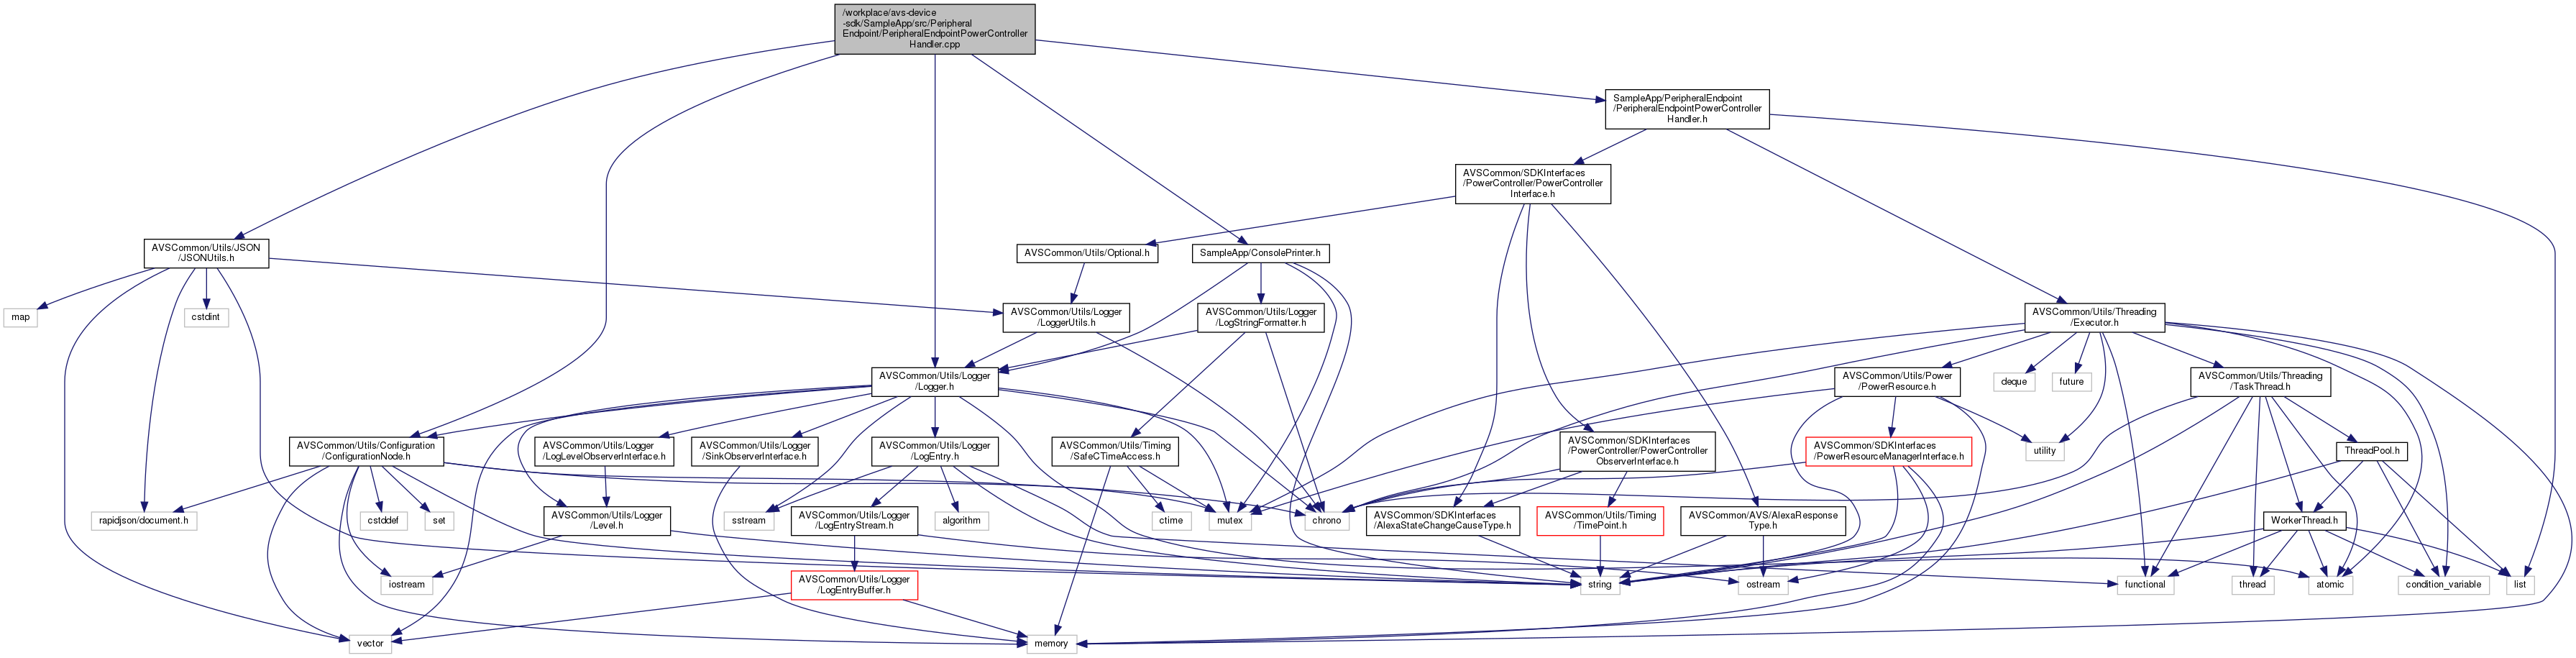 /workplace/avs-device
-sdk/SampleApp/src/Peripheral
Endpoint/PeripheralEndpointPowerController
Handler.cpp
SampleApp/PeripheralEndpoint
/PeripheralEndpointPowerController
Handler.h
AVSCommon/SDKInterfaces
/PowerController/PowerController
Interface.h
AVSCommon/Utils/JSON
/JSONUtils.h
AVSCommon/Utils/Optional.h
SampleApp/ConsolePrinter.h
map
cstdint
AVSCommon/Utils/Logger
/LoggerUtils.h
AVSCommon/Utils/Logger
/LogStringFormatter.h
AVSCommon/Utils/Threading
/Executor.h
AVSCommon/Utils/Logger
/Logger.h
AVSCommon/Utils/Power
/PowerResource.h
deque
future
AVSCommon/Utils/Threading
/TaskThread.h
AVSCommon/Utils/Configuration
/ConfigurationNode.h
AVSCommon/Utils/Logger
/LogLevelObserverInterface.h
AVSCommon/Utils/Logger
/SinkObserverInterface.h
AVSCommon/Utils/Logger
/LogEntry.h
AVSCommon/Utils/Timing
/SafeCTimeAccess.h
AVSCommon/SDKInterfaces
/PowerController/PowerController
ObserverInterface.h
AVSCommon/SDKInterfaces
/PowerResourceManagerInterface.h
utility
ThreadPool.h
rapidjson/document.h
cstddef
set
AVSCommon/Utils/Logger
/Level.h
sstream
AVSCommon/Utils/Logger
/LogEntryStream.h
algorithm
ctime
mutex
chrono
AVSCommon/SDKInterfaces
/AlexaStateChangeCauseType.h
AVSCommon/Utils/Timing
/TimePoint.h
AVSCommon/AVS/AlexaResponse
Type.h
WorkerThread.h
iostream
AVSCommon/Utils/Logger
/LogEntryBuffer.h
string
ostream
functional
thread
atomic
condition_variable
list
vector
memory